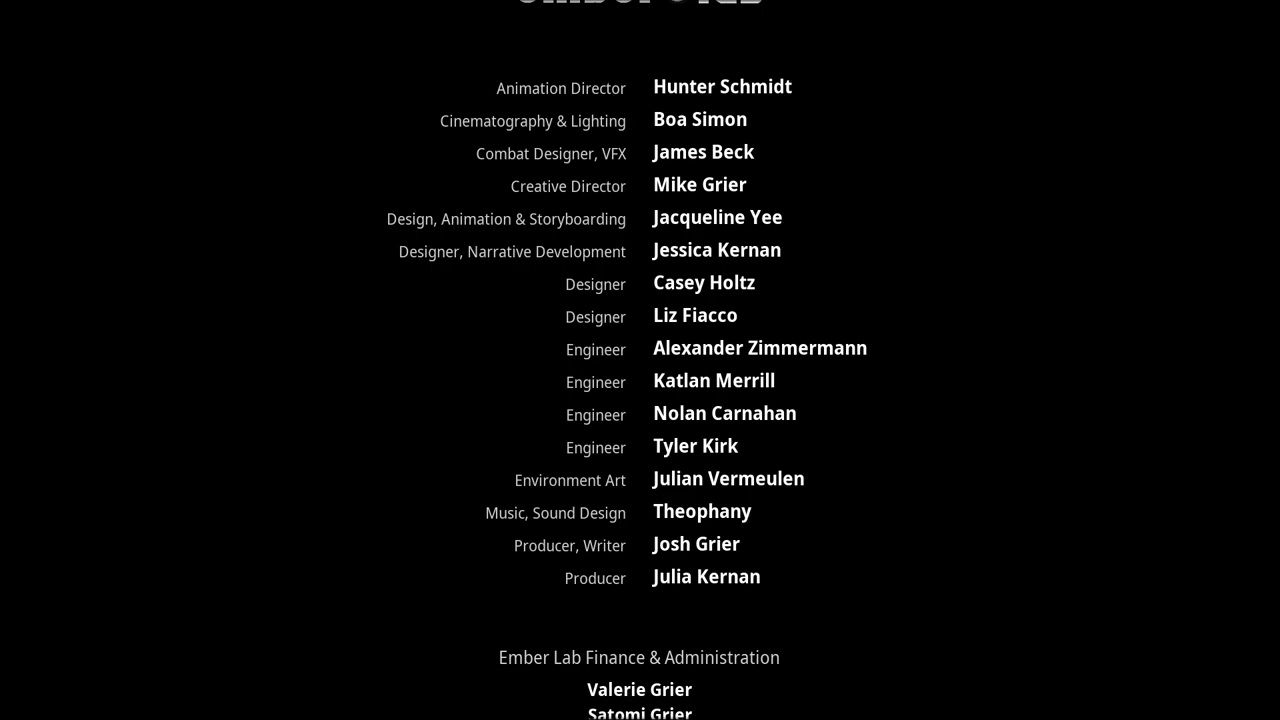 Animation Director Hunter Schmidt
Cinematography & Lighting Boa Simon
Combat Designer, VFX James Beck
Creative Director Mike Grier
Design, Animation & Storyboarding Jacqueline Yee
Designer, Narrative Development Jessica Kernan
Designer Casey Holtz
Designer Liz Fiacco
Engineer Alexander Zimmermann
Engineer Katlan Merrill
Engineer Nolan Carnahan
Engineer Tyler Kirk
Environment Art Julian Vermeulen
Music, Sound Design Theophany
Producer, Writer Josh Grier
Producer Julia Kernan
Ember Lab Finance & Administration
Valerie Grier
Satomi Grier